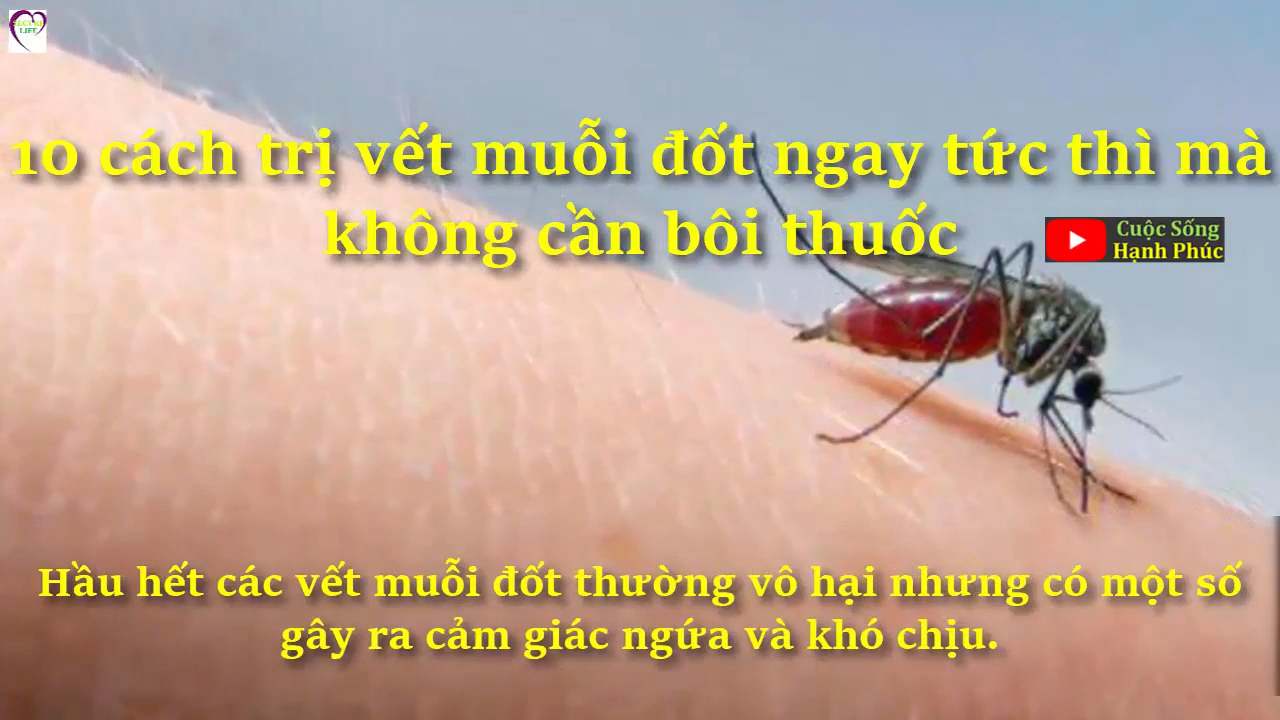 10 cách trị vết muỗi đốt ngay tức thì mà
không cần bôi thuốc
Cuộc Sống
Hạnh Phúc
Hầu hết các vết muỗi đốt thường vô hại nhưng có một số
gây ra cảm giác ngứa và khó chịu.